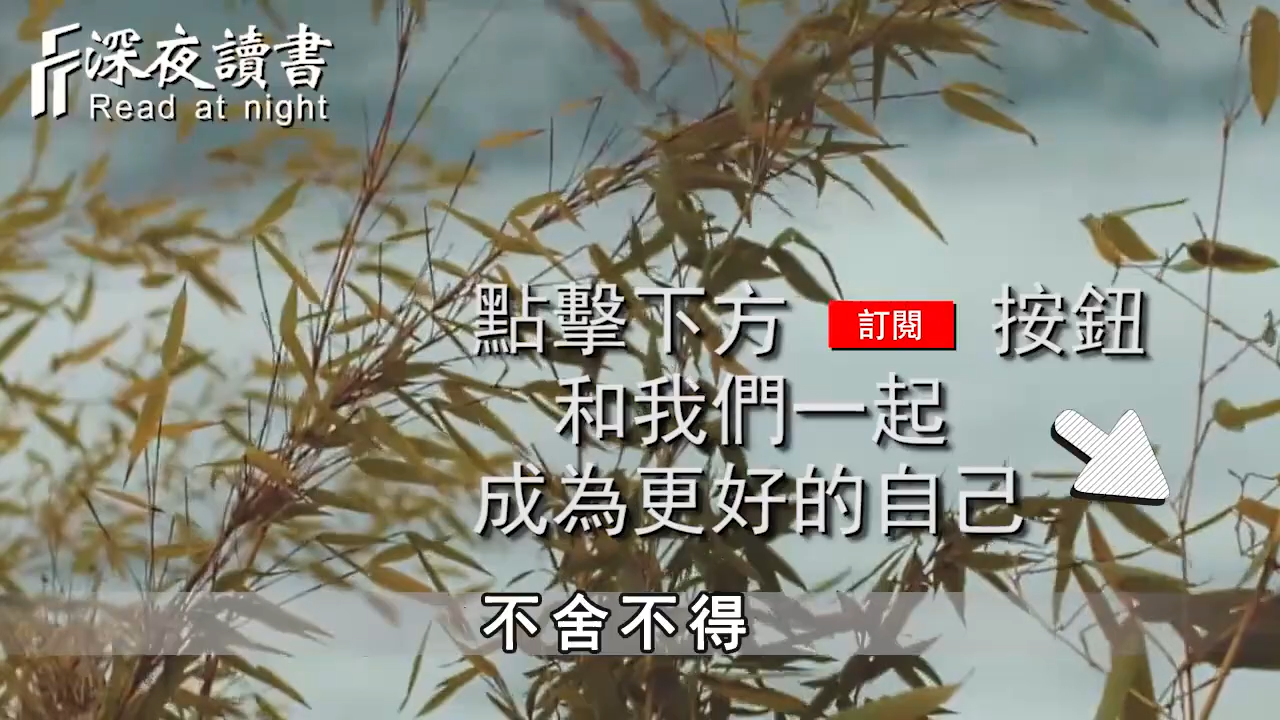 深夜讀書
Read at night
點擊下方 訂閱 按鈕
和我們一起
成為更好的自己
不舍不得